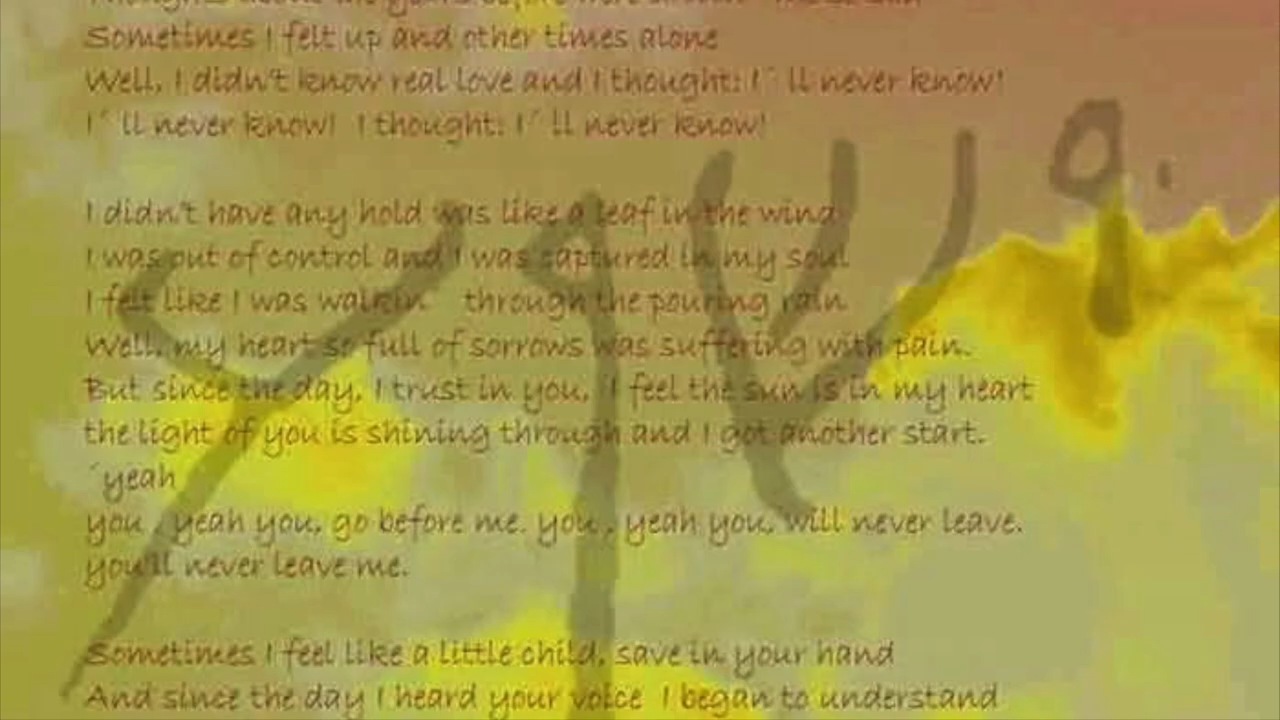 Sometimes I felt up and other times alone
Well, I didn't know real love and I thought: I´ ll never know!
I´ ll never know!  I thought: I´ ll never know!
I didn't have any hold was like a leaf in the wind
I was out of control and I was captured in my soul
I felt like I was walkin´  through the pouring rain
Well, my heart so full of sorrows was suffering with pain.
But since the day, I trust in you,  I feel the sun is in my heart
the light of you is shining through and I got another start.
´yeah
you , yeah you, go before me. you , yeah you, will never leave.
you'll never leave me.
Sometimes I feel like a little child, save in your hand
And since the day I heard your voice  I began to understand